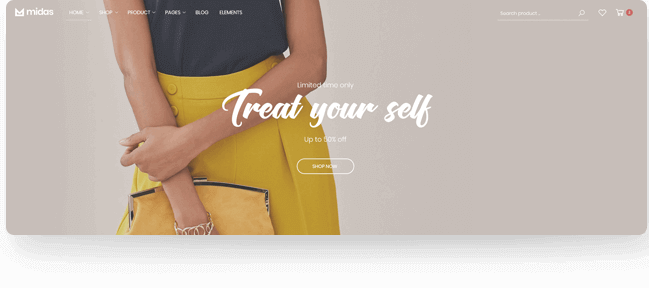 midas HOME SHOP PRODUCT PAGES BLOG ELEMENTS Search product...
Limited time only
Treat your self
Up to 50% off
SHOP NOW